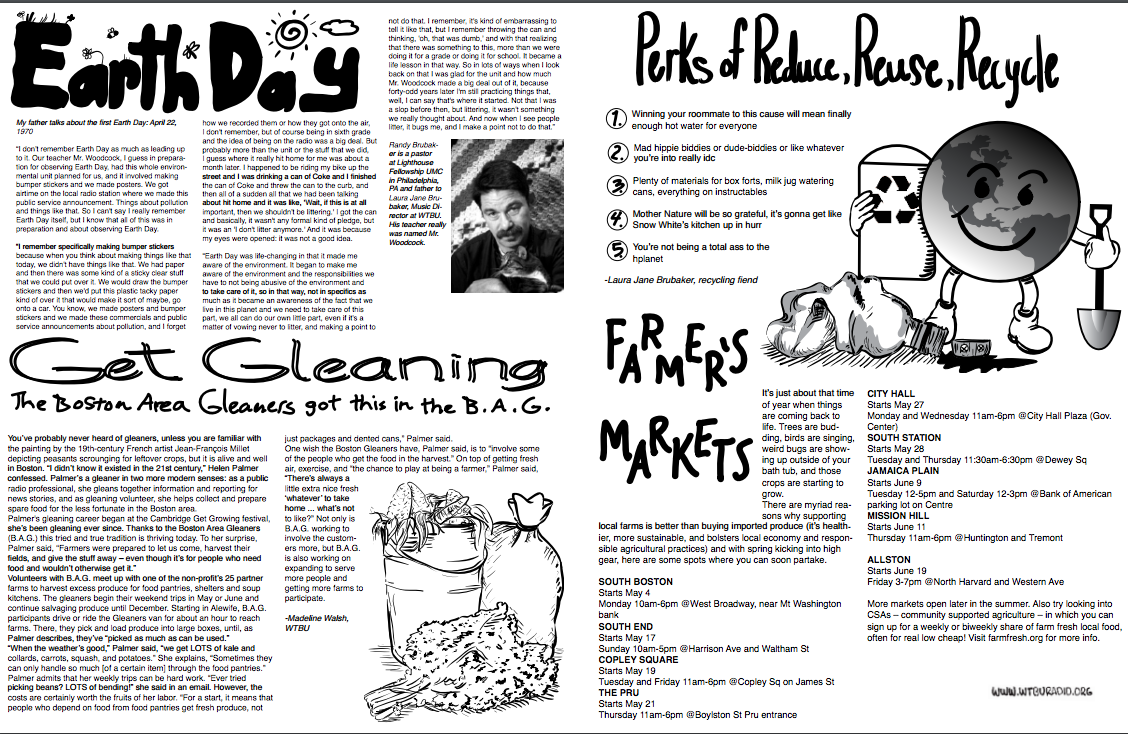 Earth Day
My father talks about the first Earth Day: April 22,
1970
"I don't remember Earth Day as much as leading up
to it. Our teacher Mr. Woodcock, I guess in prepara-
tion for observing Earth Day, had this whole environ-
mental unit planned for us, and it involved making
bumper stickers and we made posters. We got
airtime on the local radio station where we made this
public service announcement. Things about pollution
and things like that. So I can't say I really remember
Earth Day itself, but I know that all of this was in
preparation and about observing Earth Day.
"I remember specifically making bumper stickers
because when you think about making things like that
today, we didn't have things like that. We had paper
and then there was some kind of a sticky clear stuff
that we could put over it. We would draw the bumper
stickers and then we'd put this plastic tacky paper
kind of over it that would make it sort of maybe, go
onto a car. You know, we made posters and bumper
stickers and we made these commercials and public
service announcements about pollution, and I forget
how we recorded them or how they got onto the air,
I don't remember, but of course being in sixth grade
and the idea of being on the radio was a big deal. But
probably more than the unit or the stuff that we did,
I guess where it really hit home for me was about a
month later. I happened to be riding my bike up the
street and I was drinking a can of Coke and I finished
the can of Coke and threw the can to the curb, and
then all of a sudden all that we had been talking
about hit home and it was like, 'Wait, if this is at all
important, then we shouldn't be littering.' I got the can
and basically, it wasn't any formal kind of pledge, but
it was an 'I don't litter anymore.' And it was because
my eyes were opened: it was not a good idea.
"Earth Day was life-changing in that it made me
aware of the environment. It began to make me
aware of the environment and the responsibilities we
have to not being abusive of the environment and
to take care of it, so in that way, not in specifics as
much as it became an awareness of the fact that we
live in this planet and we need to take care of this
part, we all can do our own little part, even if it's a
matter of vowing never to litter, and making a point to
not do that. I remember, it's kind of embarrassing to
tell it like that, but I remember throwing the can and
thinking, 'oh, that was dumb,' and with that realizing
that there was something to this, more than we were
doing it for a grade or doing it for school. It became a
life lesson in that way. So in lots of ways when I look
back on that I was glad for the unit and how much
Mr. Woodcock made a big deal out of it, because
forty-odd years later I'm still practicing things that,
well, I can say that's where it started. Not that I was
a slop before then, but littering, it wasn't something
we really thought about. And now when I see people
litter, it bugs me, and I make a point not to do that."
Randy Brubak-
er is a pastor
at Lighthouse
Fellowship UMC
in Philadelphia,
PA and father to
Laura Jane Bru-
baker, Music Di-
rector at WTBU.
His teacher really
was named Mr.
Woodcock.
Get Gleaning
The Boston Area Gleaners got this in the B.A.G.
You've probably never heard of gleaners, unless you are familiar with
the painting by the 19th-century French artist Jean-François Millet
depicting peasants scrounging for leftover crops, but it is alive and well
in Boston. "I didn't know it existed in the 21st century," Helen Palmer
confessed. Palmer's a gleaner in two more modern senses: as a public
radio professional, she gleans together information and reporting for
news stories, and as gleaning volunteer, she helps collect and prepare
spare food for the less fortunate in the Boston area.
Palmer's gleaning career began at the Cambridge Get Growing festival,
she's been gleaning ever since. Thanks to the Boston Area Gleaners
(B.A.G.) this tried and true tradition is thriving today. To her surprise,
Palmer said, "Farmers were prepared to let us come, harvest their
fields, and give the stuff away – even though it's for people who need
food and wouldn't otherwise get it."
Volunteers with B.A.G. meet up with one of the non-profit's 25 partner
farms to harvest excess produce for food pantries, shelters and soup
kitchens. The gleaners begin their weekend trips in May or June and
continue salvaging produce until December. Starting in Alewife, B.A.G.
participants drive or ride the Gleaners van for about an hour to reach
farms. There, they pick and load produce into large boxes, until, as
Palmer describes, they've "picked as much as can be used."
"When the weather's good," Palmer said, "we get LOTS of kale and
collards, carrots, squash, and potatoes." She explains, "Sometimes they
can only handle so much [of a certain item] through the food pantries."
Palmer admits that her weekly trips can be hard work. "Ever tried
picking beans? LOTS of bending!" she said in an email. However, the
costs are certainly worth the fruits of her labor. "For a start, it means that
people who depend on food from food pantries get fresh produce, not
just packages and dented cans," Palmer said.
One wish the Boston Gleaners have, Palmer said, is to "involve some
of the people who get the food in the harvest." On top of getting fresh
air, exercise, and "the chance to play at being a farmer," Palmer said,
"There's always a
little extra nice fresh
'whatever' to take
home ... what's not
to like?" Not only is
B.A.G. working to
involve the custom-
ers more, but B.A.G.
is also working on
expanding to serve
more people and
getting more farms to
participate.
-Madeline Walsh,
WTBU
Perks of Reduce, Reuse, Recycle
1. Winning your roommate to this cause will mean finally
enough hot water for everyone
2. Mad hippie biddies or dude-biddies or like whatever
you're into really idc
3 Plenty of materials for box forts, milk jug watering
cans, everything on instructables
4. Mother Nature will be so grateful, it's gonna get like
Snow White's kitchen up in hurr
5 You're not being a total ass to the
hplanet
-Laura Jane Brubaker, recycling fiend
FARMER'S
MARKETS
It's just about that time
of year when things
are coming back to
life. Trees are bud-
ding, birds are singing,
weird bugs are show-
ing up outside of your
bath tub, and those
crops are starting to
grow.
There are myriad rea-
sons why supporting
local farms is better than buying imported produce (it's health-
ier, more sustainable, and bolsters local economy and respon-
sible agricultural practices) and with spring kicking into high
gear, here are some spots where you can soon partake.
SOUTH BOSTON
Starts May 4
Monday 10am-6pm @West Broadway, near Mt Washington
bank
SOUTH END
Starts May 17
Sunday 10am-5pm @Harrison Ave and Waltham St
COPLEY SQUARE
Starts May 19
Tuesday and Friday 11am-6pm @Copley Sq on James St
THE PRU
Starts May 21
Thursday 11am-6pm @Boylston St Pru entrance
CITY HALL
Starts May 27
Monday and Wednesday 11am-6pm @City Hall Plaza (Gov.
Center)
SOUTH STATION
Starts May 28
Tuesday and Thursday 11:30am-6:30pm @Dewey Sq
JAMAICA PLAIN
Starts June 9
Tuesday 12-5pm and Saturday 12-3pm @Bank of American
parking lot on Centre
MISSION HILL
Starts June 11
Thursday 11am-6pm @Huntington and Tremont
ALLSTON
Starts June 19
Friday 3-7pm @North Harvard and Western Ave
More markets open later in the summer. Also try looking into
CSAs – community supported agriculture – in which you can
sign up for a weekly or biweekly share of farm fresh local food,
often for real low cheap! Visit farmfresh.org for more info.
WWW.WTBURADIO.ORG